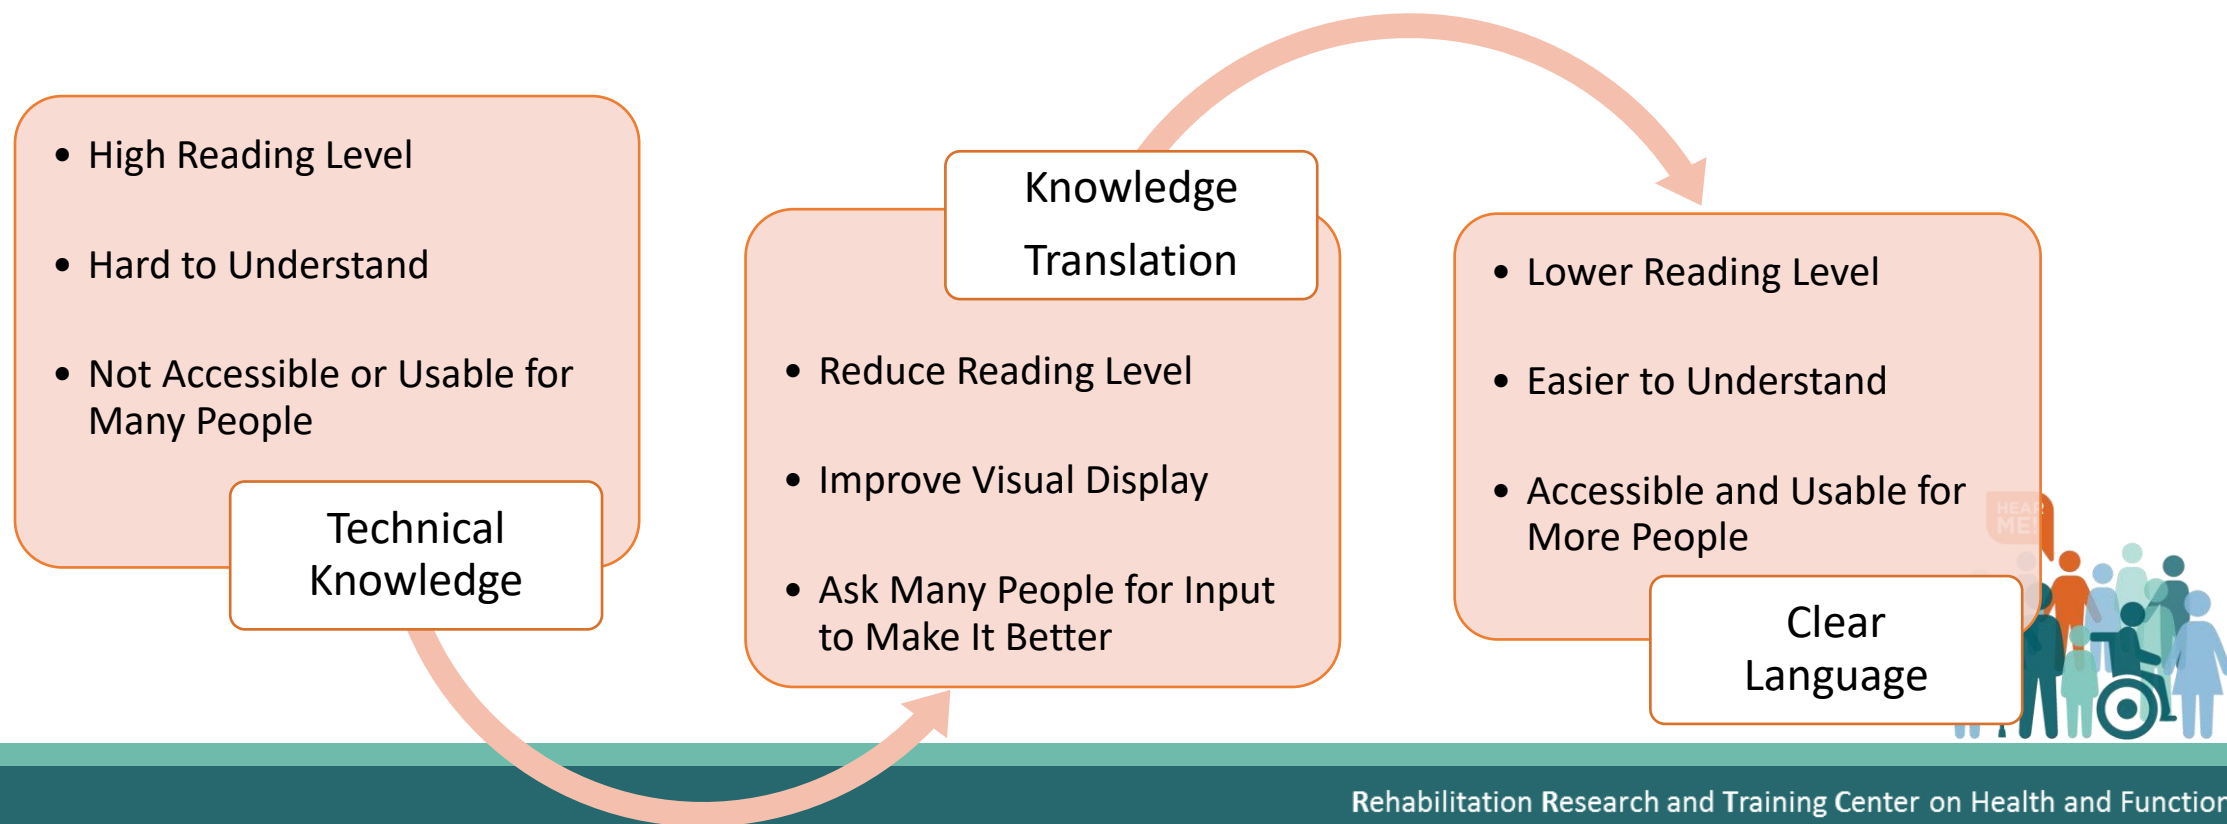 • High Reading Level
• Hard to Understand
• Not Accessible or Usable for
Many People
Technical
Knowledge
Knowledge
Translation
• Reduce Reading Level
• Improve Visual Display
• Ask Many People for Input
to Make It Better
• Lower Reading Level
• Easier to Understand
• Accessible and Usable for
More People
Clear
Language
HEAR
ME!
Rehabilitation Research and Training Center on Health and Function